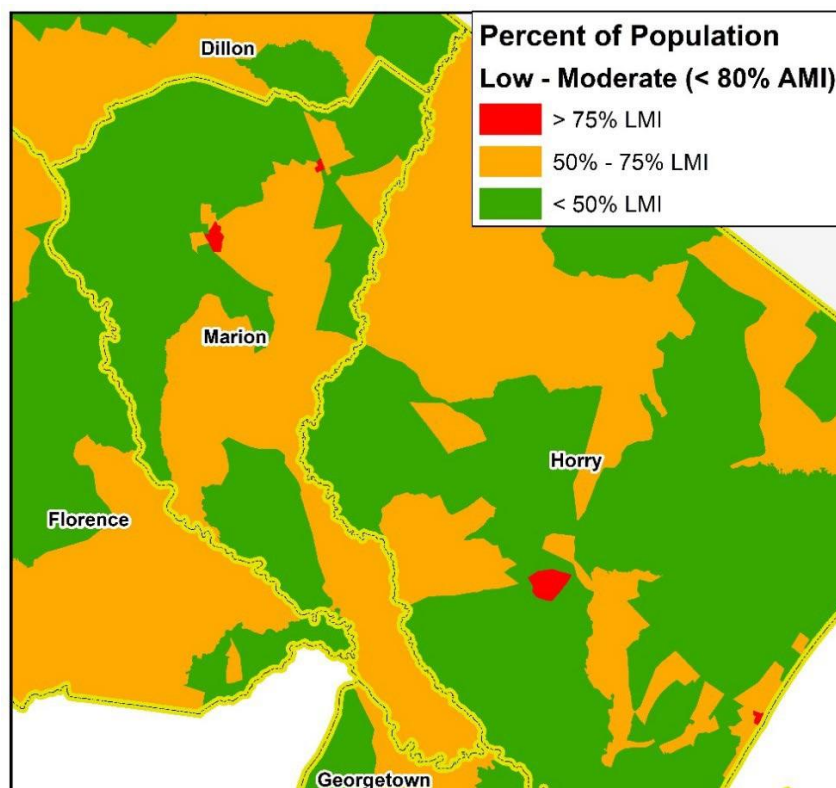 Percent of Population
Low - Moderate (< 80% AMI)
> 75% LMI
50% - 75% LMI
< 50% LMI
Dillon
Marion
Horry
Florence
Georgetown